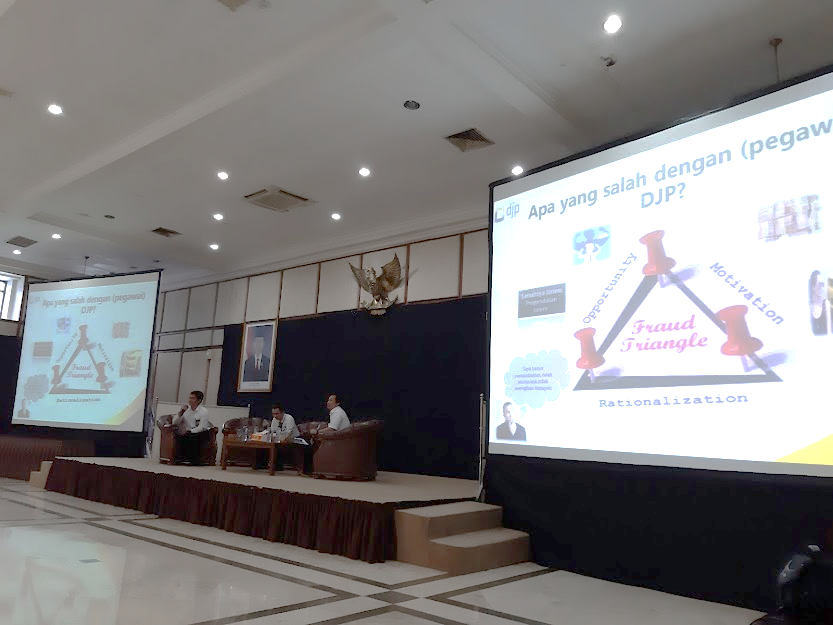 djp
Apa yang salah dengan (pegaw
DJP?
Opportunity
Motivation
Fraud
Triangle
Rationalization
Apa yang salah dengan (pegawai)
DJP?
Fraud
Triangle
Rationalization